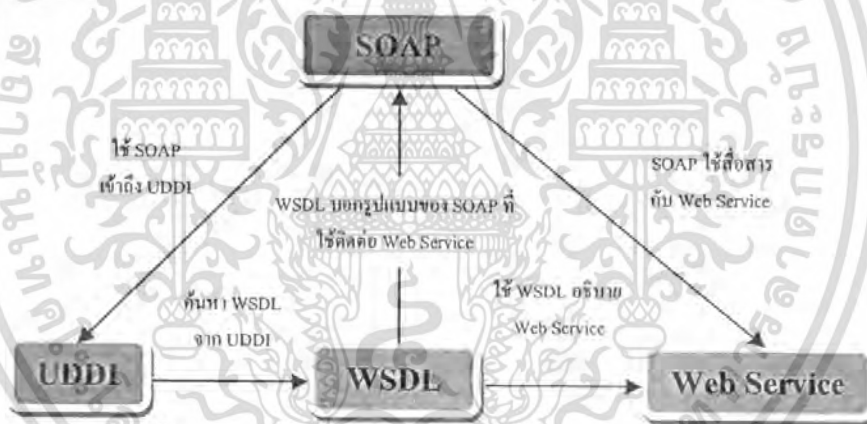 SOAP
ใช้ SOAP
เข้าถึง UDDI
WSDL บอกรูปแบบของ SOAP ที่
ใช้ติดต่อ Web Service
SOAP ใช้สื่อสาร
กับ Web Service
ค้นหา WSDL
จาก UDDI
ใช้ WSDL อธิบาย
Web Service
UDDI
WSDL
Web Service